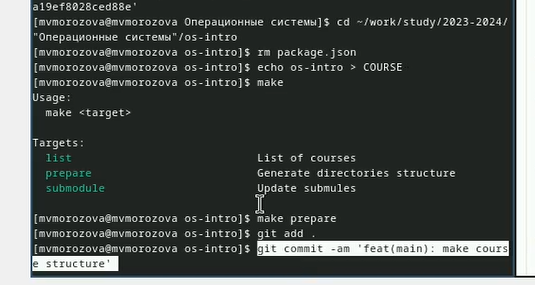 a19ef8028ced88e'
[mvmorozova@mvmorozova Операционные системы]$ cd ~/work/study/2023-2024/
"Операционные системы"/os-intro
[mvmorozova@mvmorozova os-intro]$ rm package.json
[mvmorozova@mvmorozova os-intro]$ echo os-intro > COURSE
[mvmorozova@mvmorozova os-intro]$ make
Usage:
  make <target>

Targets:
  list                            List of courses
  prepare                         Generate directories structure
  submodule                       Update submules

[mvmorozova@mvmorozova os-intro]$ make prepare
[mvmorozova@mvmorozova os-intro]$ git add .
[mvmorozova@mvmorozova os-intro]$ git commit -am 'feat(main): make cours
e structure'